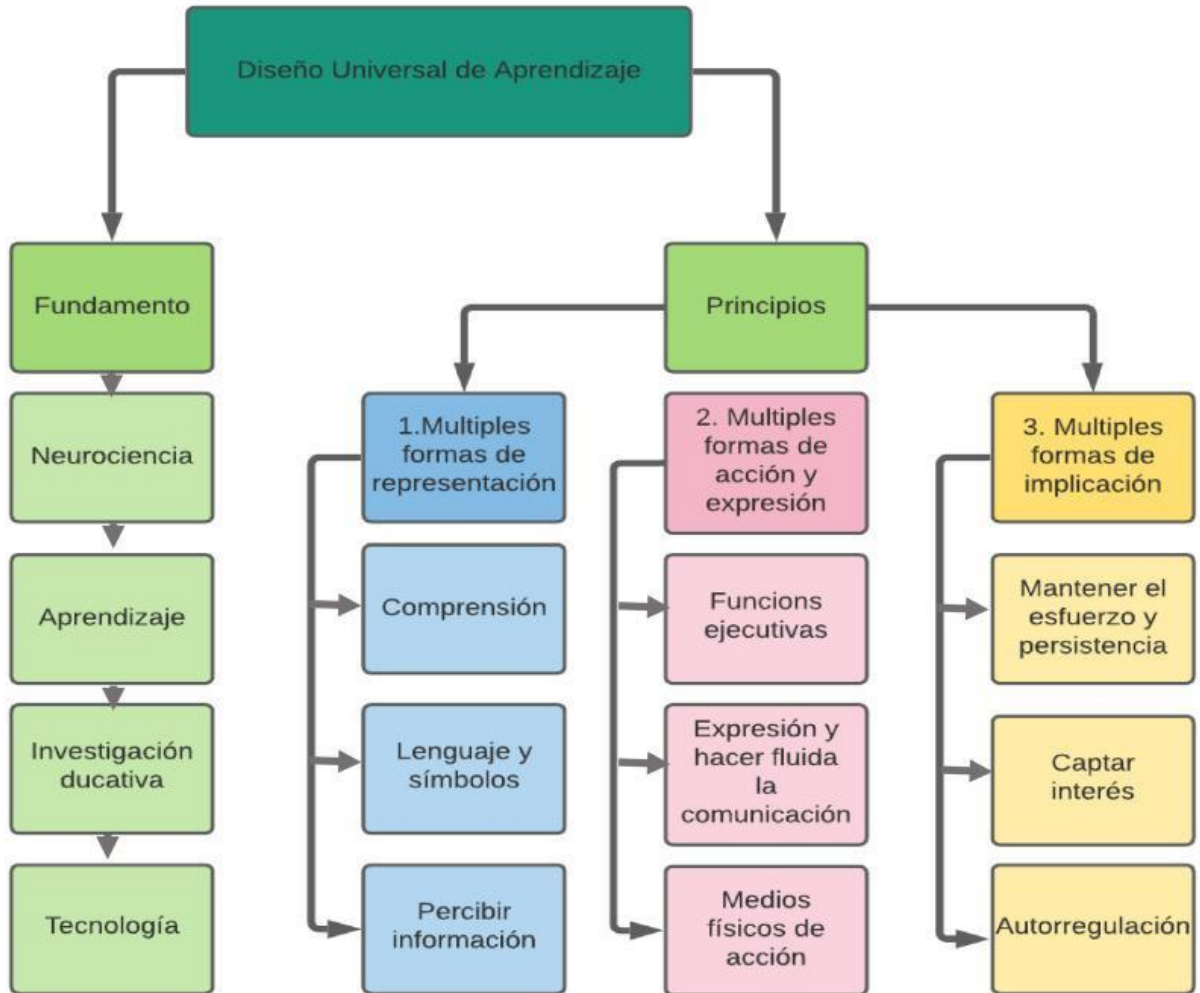 Diseño Universal de Aprendizaje
Fundamento
Principios
Neurociencia
1.Multiples
formas de
representación
2. Multiples
formas de
acción y
expresión
3. Multiples
formas de
implicación
Aprendizaje
Comprensión
Funcions
ejecutivas
Mantener el
esfuerzo y
persistencia
Investigación
ducativa
Lenguaje y
símbolos
Expresión y
hacer fluida
la
comunicación
Captar
interés
Tecnología
Percibir
información
Medios
físicos de
acción
Autorregulación